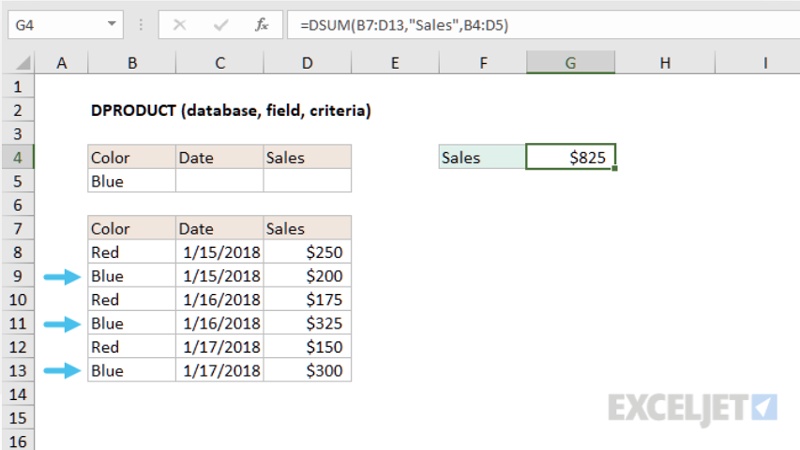 G4 fx =DSUM(B7:D13,"Sales",B4:D5)
A B C D E F G H I
1
2 DPRODUCT (database, field, criteria)
3
4 Color Date Sales Sales $825
5 Blue
6
7 Color Date Sales
8 Red 1/15/2018 $250
9 Blue 1/15/2018 $200
10 Red 1/16/2018 $175
11 Blue 1/16/2018 $325
12 Red 1/17/2018 $150
13 Blue 1/17/2018 $300
14
15
16
EXCELJET